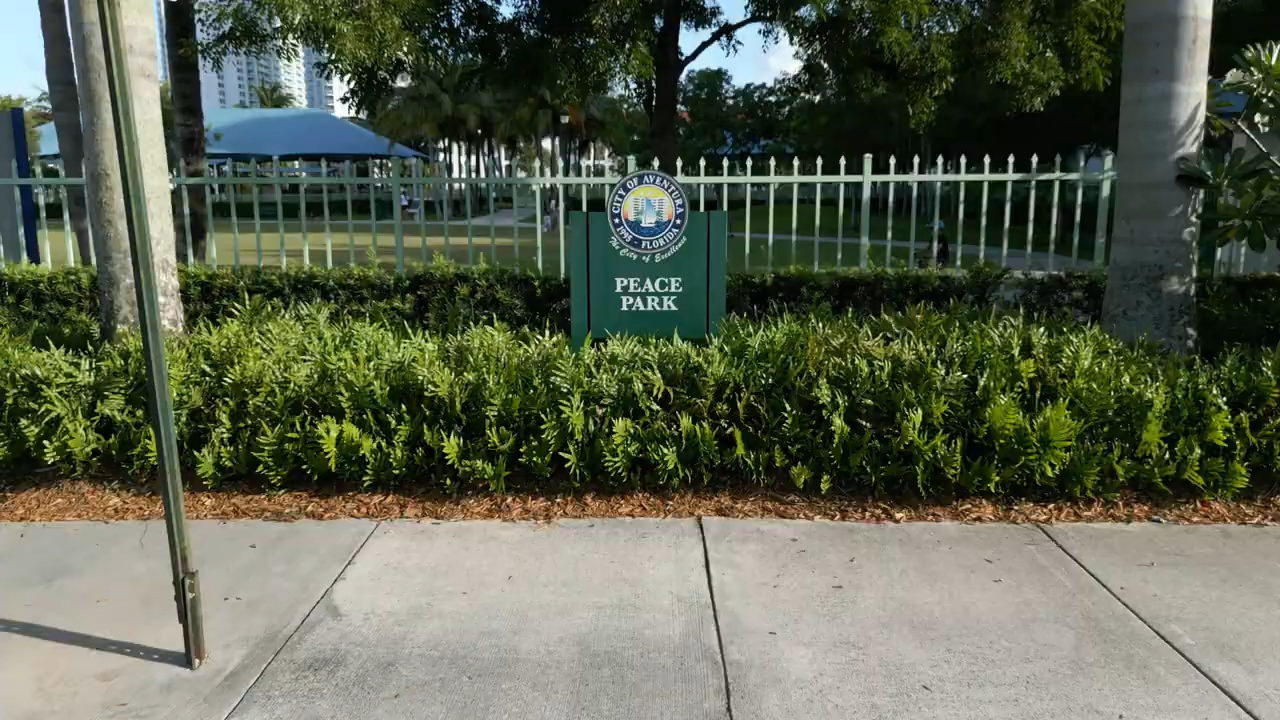 CITY OF AVENTURA
★ 1995 - FLORIDA ★
The City of Excellence
PEACE
PARK